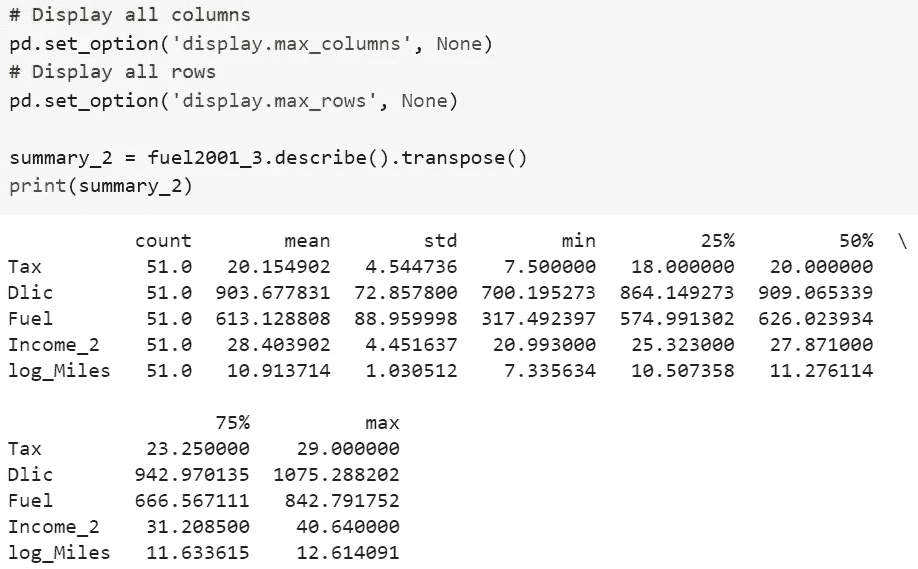 # Display all columns
pd.set_option('display.max_columns', None)
# Display all rows
pd.set_option('display.max_rows', None)
summary_2 = fuel2001_3.describe().transpose()
print(summary_2)
count mean std min 25% 50% \
Tax 51.0 20.154902 4.544736 7.500000 18.000000 20.000000
Dlic 51.0 903.677831 72.857800 700.195273 864.149273 909.065339
Fuel 51.0 613.128808 88.959998 317.492397 574.991302 626.023934
Income_2 51.0 28.403902 4.451637 20.993000 25.323000 27.871000
log_Miles 51.0 10.913714 1.030512 7.335634 10.507358 11.276114
75% max
Tax 23.250000 29.000000
Dlic 942.970135 1075.288202
Fuel 666.567111 842.791752
Income_2 31.208500 40.640000
log_Miles 11.633615 12.614091